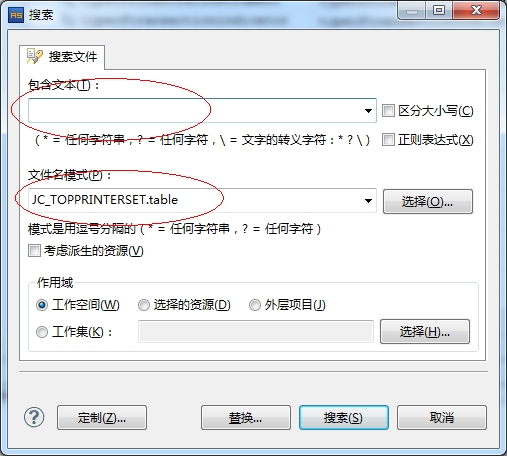 AS 搜索
搜索文件
包含文本(T)：
区分大小写(C)
（* = 任何字符串，? = 任何字符，\ = 文字的转义字符：* ? \）
正则表达式(X)
文件名模式(P)：
JC_TOPPRINTERSET.table
选择(O)...
模式是用逗号分隔的（* = 任何字符串，? = 任何字符）
考虑派生的资源(V)
作用域
工作空间(W) 选择的资源(D) 外层项目(J)
工作集(K)： 选择(H)...
? 定制(Z)... 替换... 搜索(S) 取消